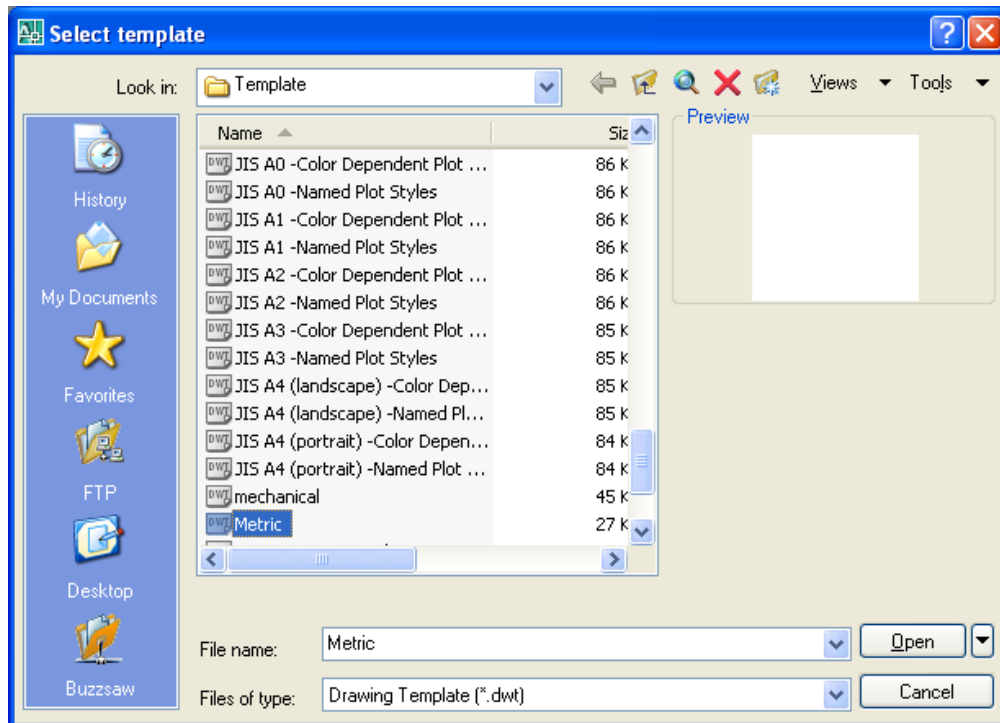 Select template
Look in: Template Views Tools
Name Siz
JIS A0 -Color Dependent Plot ... 86 K
JIS A0 -Named Plot Styles 86 K
JIS A1 -Color Dependent Plot ... 86 K
JIS A1 -Named Plot Styles 86 K
JIS A2 -Color Dependent Plot ... 86 K
JIS A2 -Named Plot Styles 86 K
JIS A3 -Color Dependent Plot ... 85 K
JIS A3 -Named Plot Styles 85 K
JIS A4 (landscape) -Color Dep... 85 K
JIS A4 (landscape) -Named Pl... 85 K
JIS A4 (portrait) -Color Depen... 84 K
JIS A4 (portrait) -Named Plot ... 84 K
mechanical 45 K
Metric 27 K
Preview
History
My Documents
Favorites
FTP
Desktop
Buzzsaw
File name: Metric Open
Files of type: Drawing Template (*.dwt) Cancel